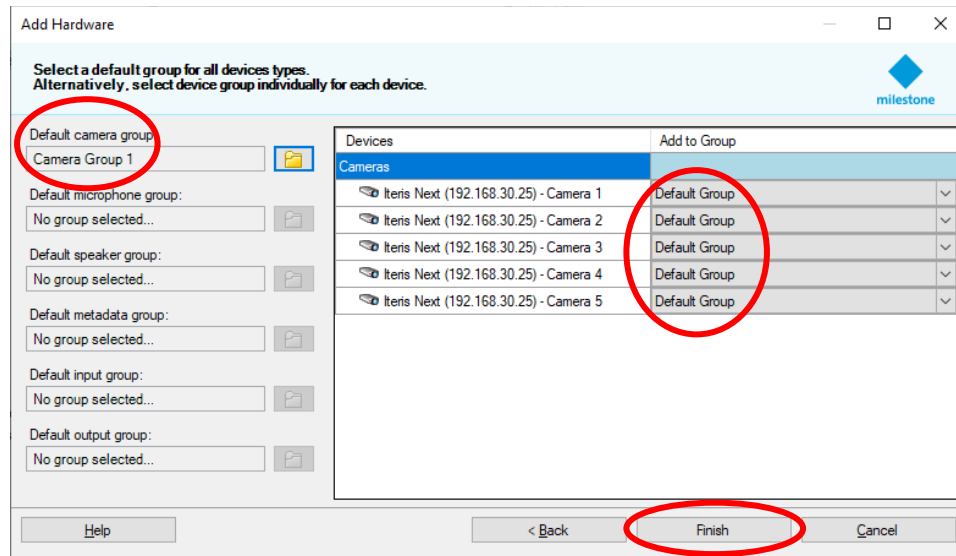 Add Hardware
Select a default group for all devices types.
Alternatively, select device group individually for each device.
milestone
Default camera group:
Camera Group 1
Default microphone group:
No group selected...
Default speaker group:
No group selected...
Default metadata group:
No group selected...
Default input group:
No group selected...
Default output group:
No group selected...
Devices Add to Group
Cameras
Iteris Next (192.168.30.25) - Camera 1 Default Group
Iteris Next (192.168.30.25) - Camera 2 Default Group
Iteris Next (192.168.30.25) - Camera 3 Default Group
Iteris Next (192.168.30.25) - Camera 4 Default Group
Iteris Next (192.168.30.25) - Camera 5 Default Group
Help < Back Finish Cancel